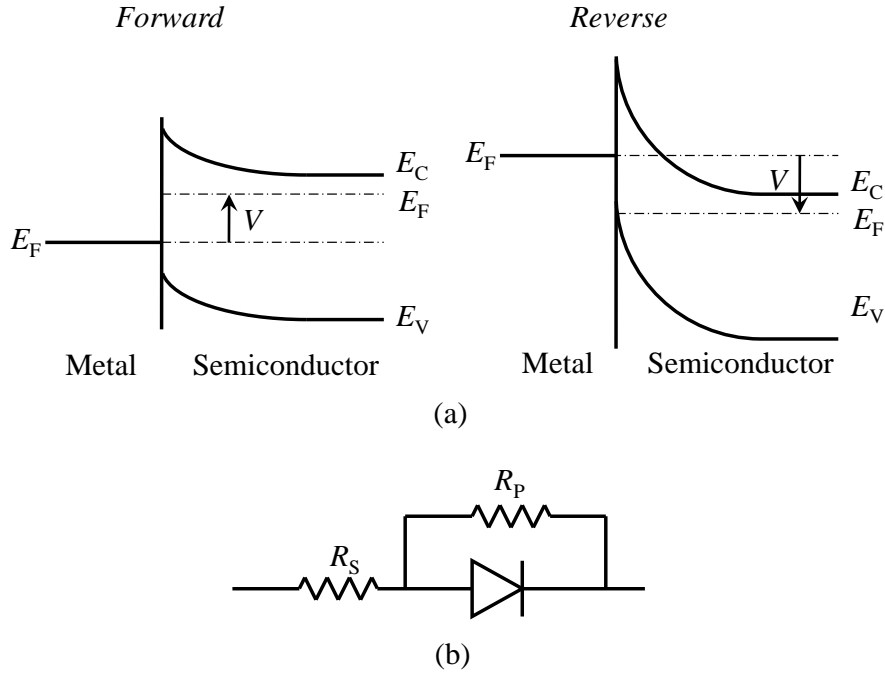 Forward
Reverse
E_C
E_F
V
E_F
E_V
Metal Semiconductor
E_F
V
E_C
E_F
E_V
Metal Semiconductor
(a)
R_P
R_S
(b)